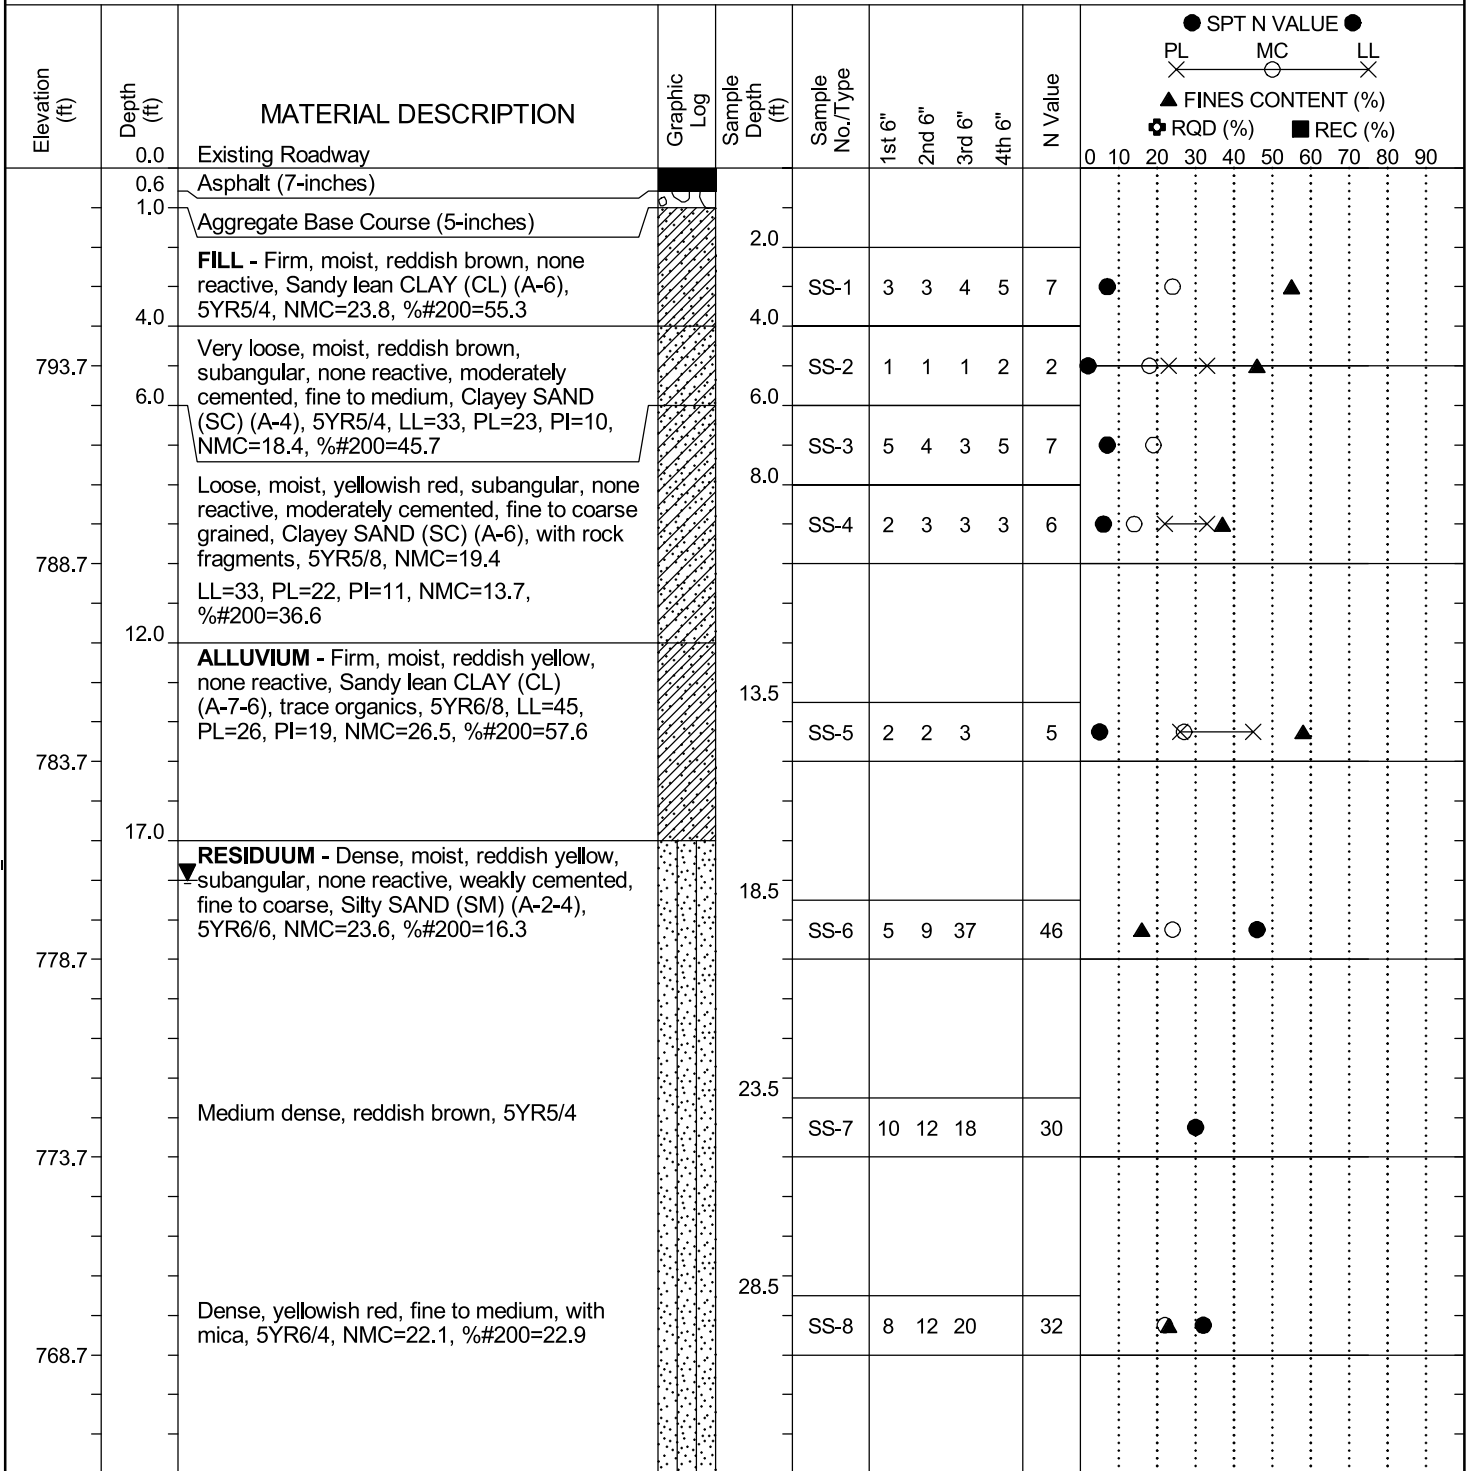 ● SPT N VALUE ●
PL MC LL
▲ FINES CONTENT (%)
RQD (%) ■ REC (%)
0 10 20 30 40 50 60 70 80 90
Elevation
(ft)
Depth
(ft)
MATERIAL DESCRIPTION
Graphic
Log
Sample
Depth
(ft)
Sample
No./Type
1st 6"
2nd 6"
3rd 6"
4th 6"
N Value
0.0 Existing Roadway
0.6 Asphalt (7-inches)
1.0
Aggregate Base Course (5-inches)
2.0
FILL - Firm, moist, reddish brown, none
reactive, Sandy lean CLAY (CL) (A-6),
5YR5/4, NMC=23.8, %#200=55.3
SS-1 3 3 4 5 7
4.0 4.0
Very loose, moist, reddish brown,
subangular, none reactive, moderately
cemented, fine to medium, Clayey SAND
(SC) (A-4), 5YR5/4, LL=33, PL=23, PI=10,
NMC=18.4, %#200=45.7
793.7
SS-2 1 1 1 2 2
6.0 6.0
SS-3 5 4 3 5 7
8.0
Loose, moist, yellowish red, subangular, none
reactive, moderately cemented, fine to coarse
grained, Clayey SAND (SC) (A-6), with rock
fragments, 5YR5/8, NMC=19.4
SS-4 2 3 3 3 6
788.7
LL=33, PL=22, PI=11, NMC=13.7,
%#200=36.6
12.0
ALLUVIUM - Firm, moist, reddish yellow,
none reactive, Sandy lean CLAY (CL)
(A-7-6), trace organics, 5YR6/8, LL=45,
PL=26, PI=19, NMC=26.5, %#200=57.6
13.5
SS-5 2 2 3 5
783.7
17.0
RESIDUUM - Dense, moist, reddish yellow,
subangular, none reactive, weakly cemented,
fine to coarse, Silty SAND (SM) (A-2-4),
5YR6/6, NMC=23.6, %#200=16.3
18.5
SS-6 5 9 37 46
778.7
23.5
Medium dense, reddish brown, 5YR5/4
SS-7 10 12 18 30
773.7
28.5
Dense, yellowish red, fine to medium, with
mica, 5YR6/4, NMC=22.1, %#200=22.9
SS-8 8 12 20 32
768.7